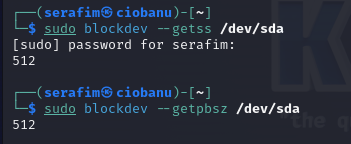 ┌──(serafim㉿ciobanu)-[~]
└─$ sudo blockdev --getss /dev/sda
[sudo] password for serafim:
512
┌──(serafim㉿ciobanu)-[~]
└─$ sudo blockdev --getpbsz /dev/sda
512
"the q